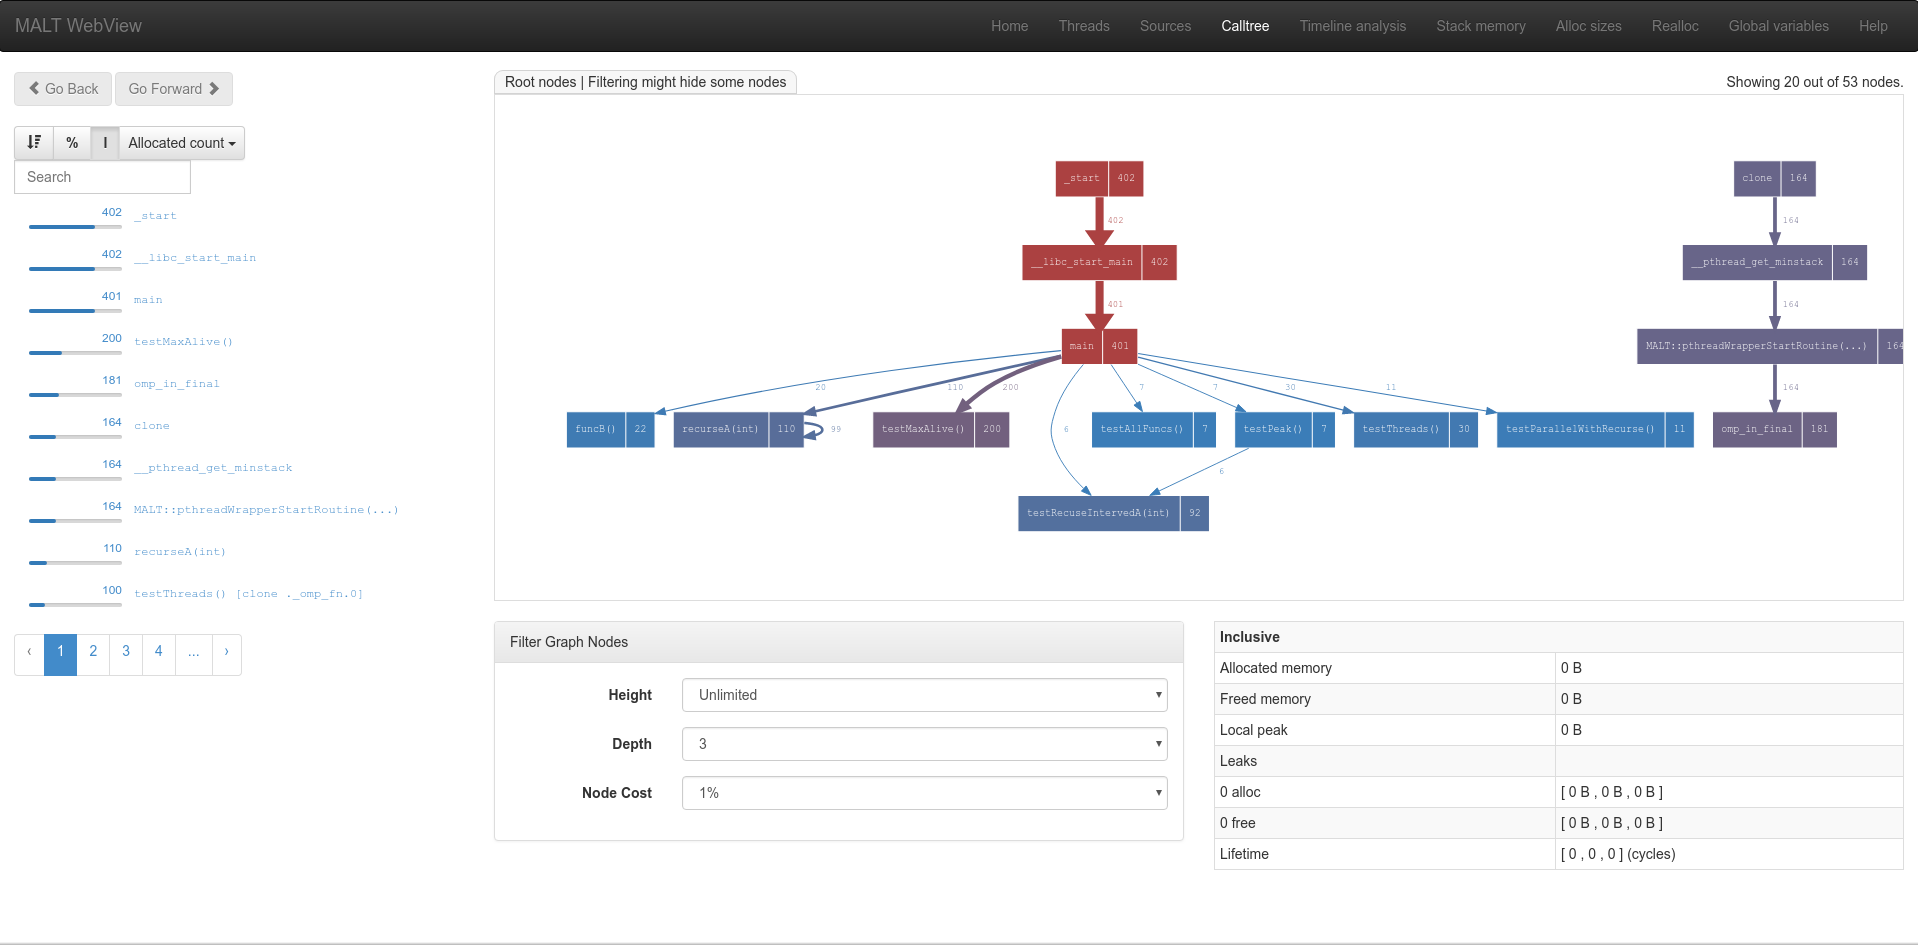 MALT WebView
Home Threads Sources Calltree Timeline analysis Stack memory Alloc sizes Realloc Global variables Help
Go Back Go Forward
% I Allocated count
Search
402 _start
402 __libc_start_main
401 main
200 testMaxAlive()
181 omp_in_final
164 clone
164 __pthread_get_minstack
164 MALT::pthreadWrapperStartRoutine(...)
110 recurseA(int)
100 testThreads() [clone ._omp_fn.0]
‹ 1 2 3 4 ... ›
Root nodes | Filtering might hide some nodes
Showing 20 out of 53 nodes.
_start 402
clone 164
402
164
__libc_start_main 402
__pthread_get_minstack 164
401
164
main 401
MALT::pthreadWrapperStartRoutine(...) 164
20 110 200 7 7 30 11
164
funcB() 22
recurseA(int) 110
99
testMaxAlive() 200
6
testAllFuncs() 7
testPeak() 7
testThreads() 30
testParallelWithRecurse() 11
omp_in_final 181
6
testRecuseIntervedA(int) 92
Filter Graph Nodes
Height Unlimited
Depth 3
Node Cost 1%
Inclusive
Allocated memory 0 B
Freed memory 0 B
Local peak 0 B
Leaks
0 alloc [ 0 B , 0 B , 0 B ]
0 free [ 0 B , 0 B , 0 B ]
Lifetime [ 0 , 0 , 0 ] (cycles)